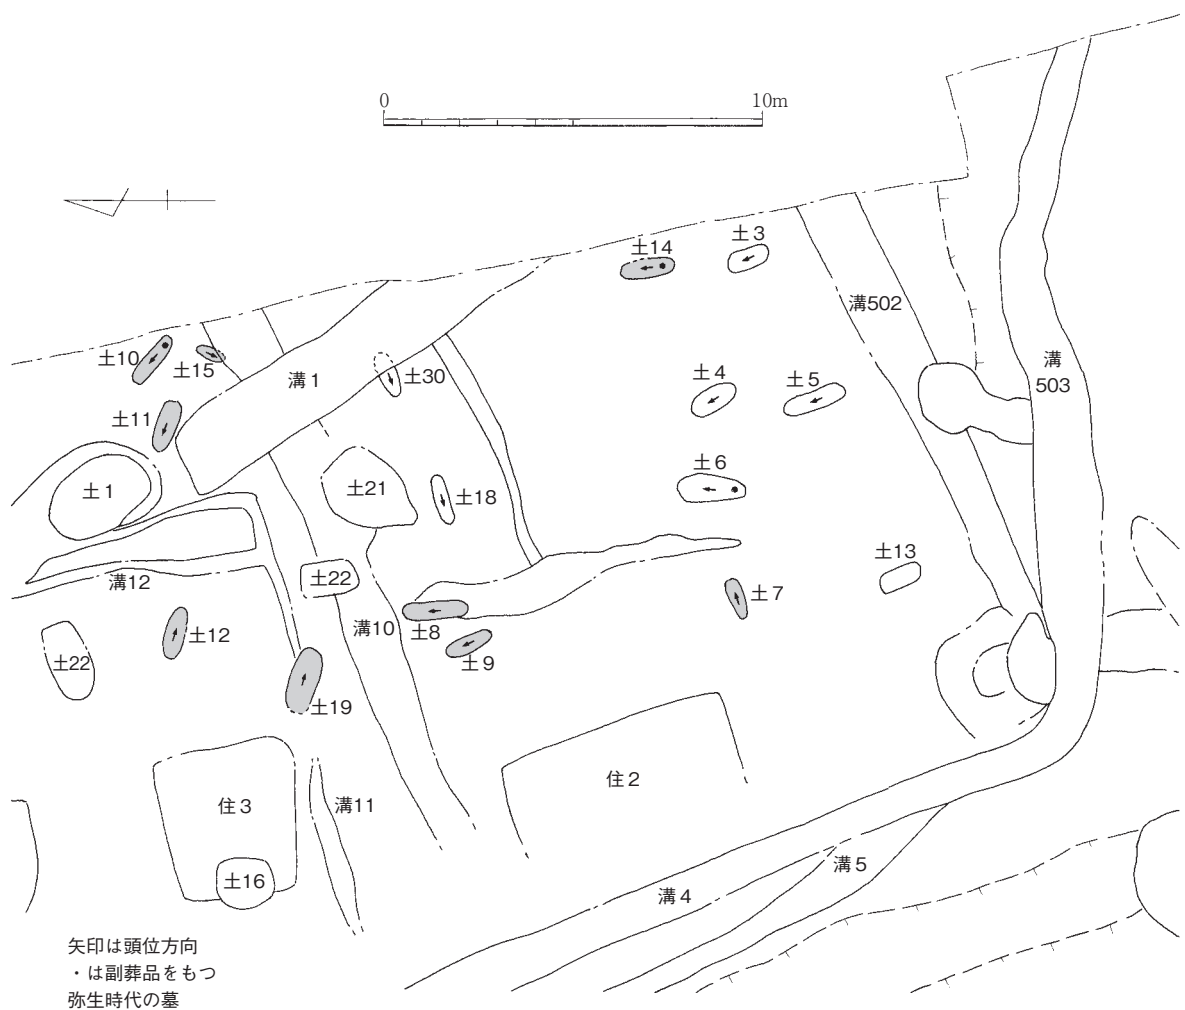 0 10m
土3
土14
溝502
土10
土15
溝1
土30
溝503
土4
土5
土11
土6
土1
土21
土18
土13
溝12
土22
土7
溝10
土8
土12
土22
土9
土19
住2
住3
溝11
溝5
土16
溝4
矢印は頭位方向
・は副葬品をもつ
弥生時代の墓